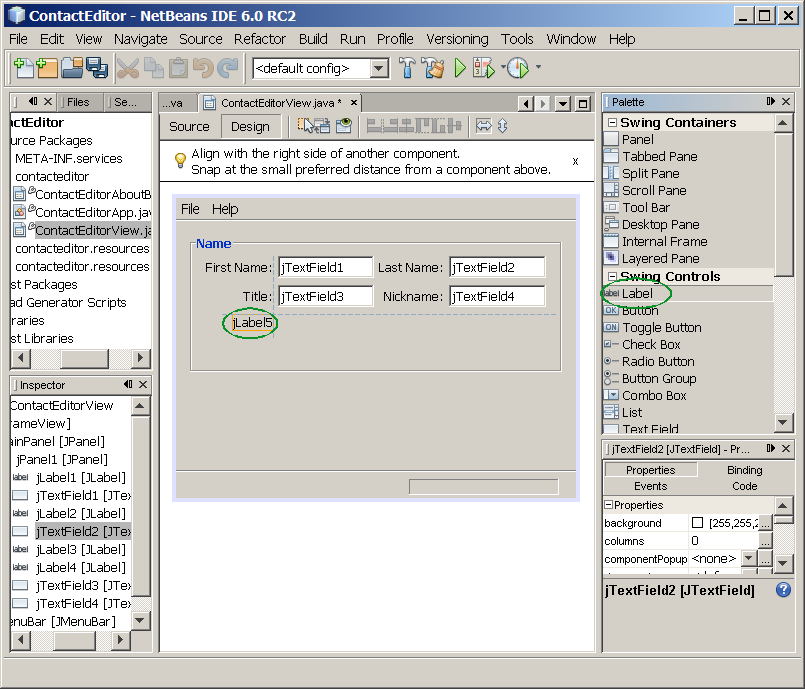 ContactEditor - NetBeans IDE 6.0 RC2
File Edit View Navigate Source Refactor Build Run Profile Versioning Tools Window Help
<default config>
Files Se...
...va ContactEditorView.java * x
Palette
Source Design
Align with the right side of another component.
Snap at the small preferred distance from a component above.
x
ctEditor
urce Packages
META-INF.services
contacteditor
ContactEditorAboutB
ContactEditorApp.jav
ContactEditorView.ja
contacteditor.resources
contacteditor.resources
st Packages
ad Generator Scripts
raries
st Libraries
File Help
Name
First Name: jTextField1 Last Name: jTextField2
Title: jTextField3 Nickname: jTextField4
jLabel5
Swing Containers
Panel
Tabbed Pane
Split Pane
Scroll Pane
Tool Bar
Desktop Pane
Internal Frame
Layered Pane
Swing Controls
label Label
OK Button
ON Toggle Button
Check Box
Radio Button
Button Group
Combo Box
List
Text Field
Inspector
ContactEditorView
rameView]
ainPanel [JPanel]
jPanel1 [JPanel]
label jLabel1 [JLabel]
jTextField1 [JTex
label jLabel2 [JLabel]
jTextField2 [JTex
label jLabel3 [JLabel]
label jLabel4 [JLabel]
jTextField3 [JTex
jTextField4 [JTex
enuBar [JMenuBar]
jTextField2 [JTextField] - Pr...
Properties Binding
Events Code
Properties
background [255,255,2 ...
columns 0 ...
componentPopup <none> ...
jTextField2 [JTextField]
?